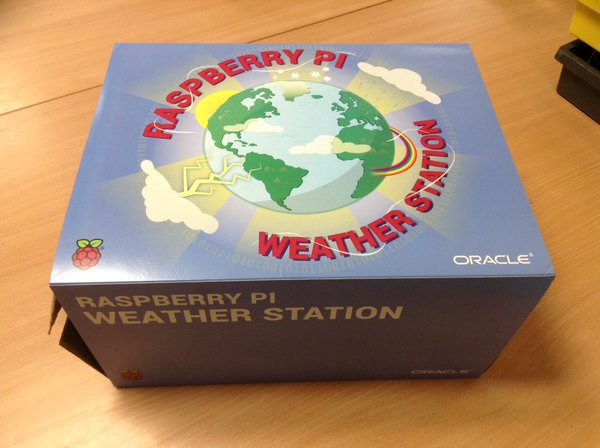 RASPBERRY PI
WEATHER STATION
ORACLE®
RASPBERRY PI
WEATHER STATION
ORACLE®